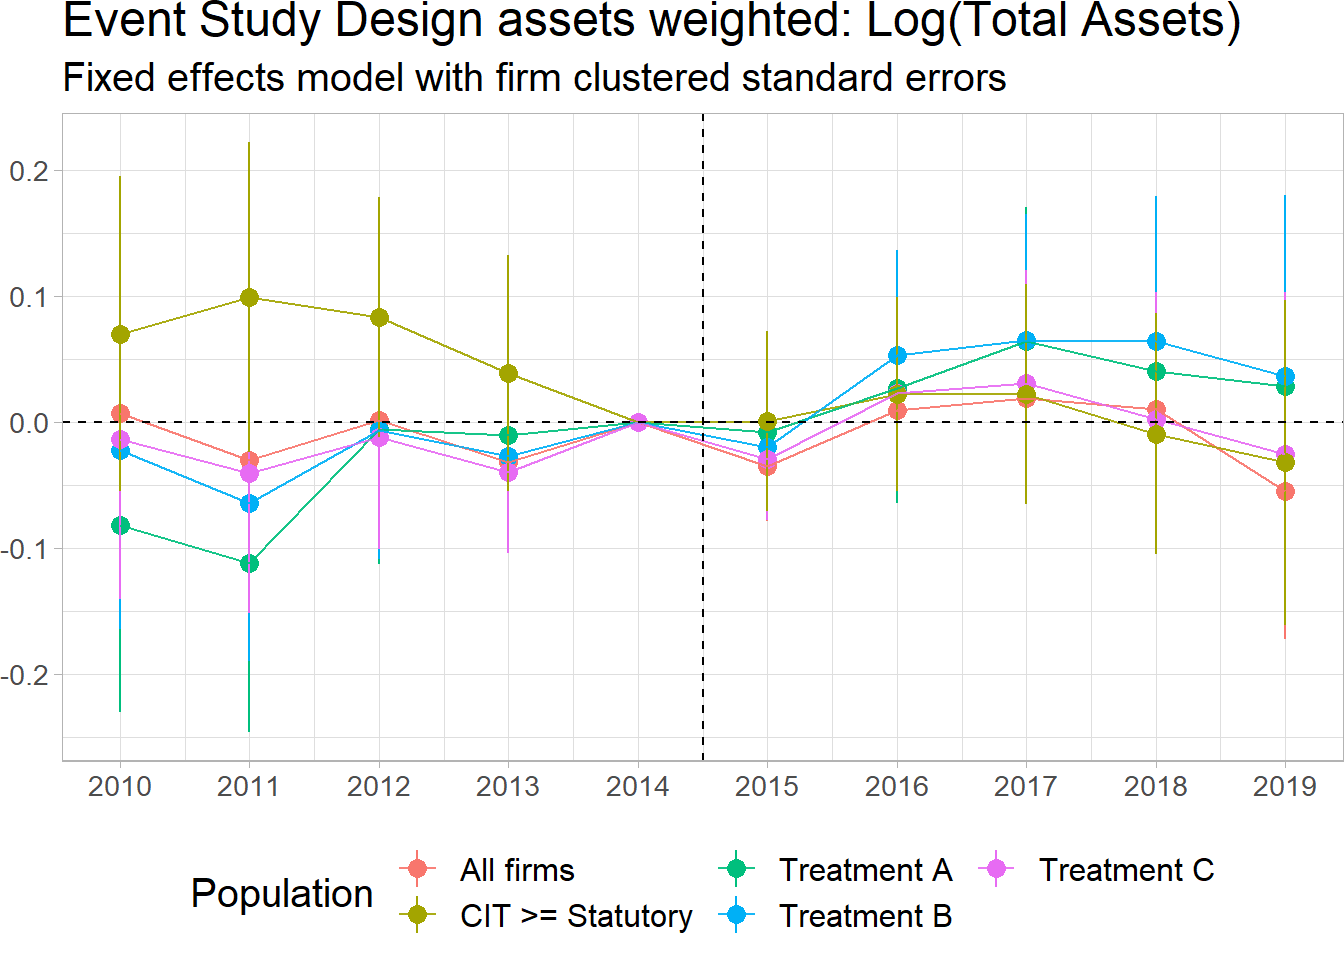 Event Study Design assets weighted: Log(Total Assets)
Fixed effects model with firm clustered standard errors
0.2
0.1
0.0
-0.1
-0.2
2010 2011 2012 2013 2014 2015 2016 2017 2018 2019
Population
All firms Treatment A Treatment C
CIT >= Statutory Treatment B